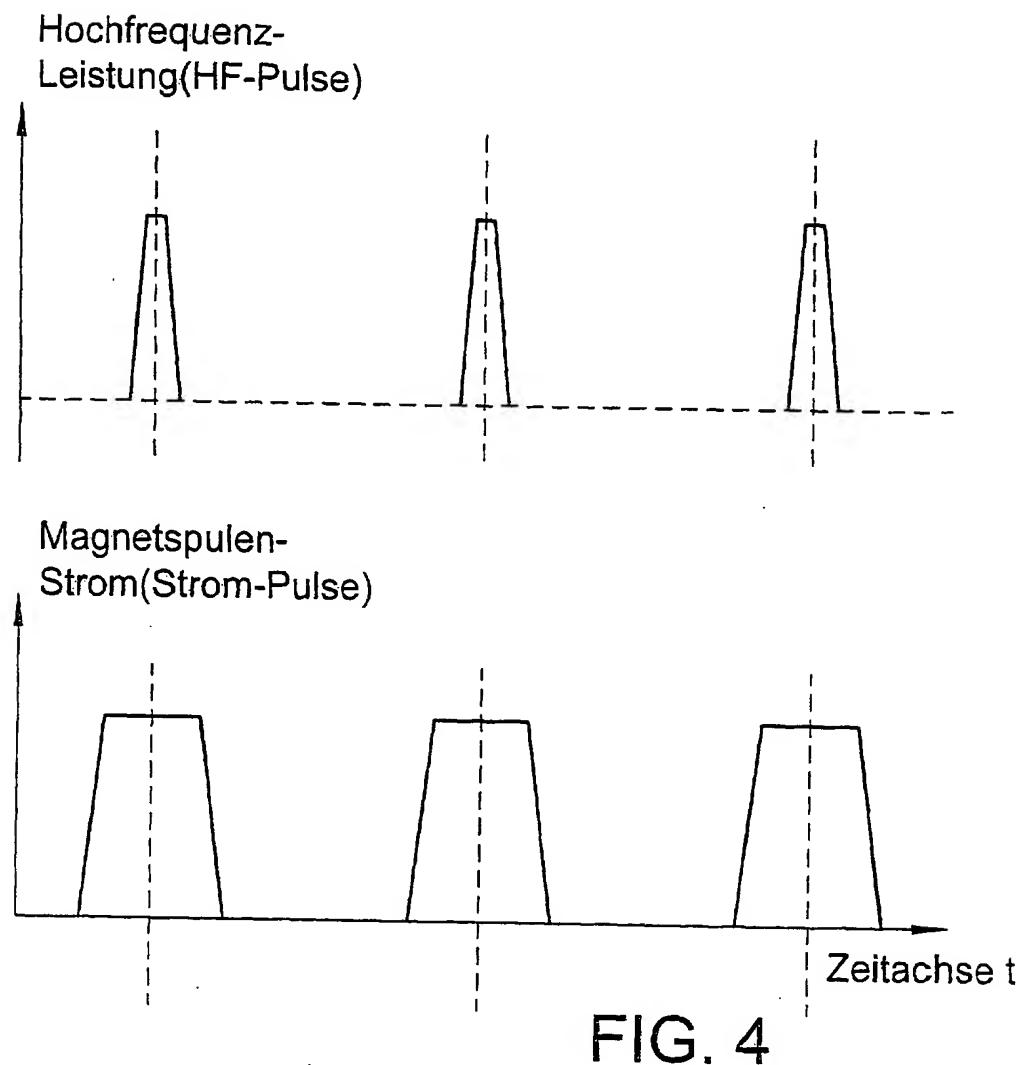 Hochfrequenz-
Leistung(HF-Pulse)
Magnetspulen-
Strom(Strom-Pulse)
Zeitachse t
FIG. 4